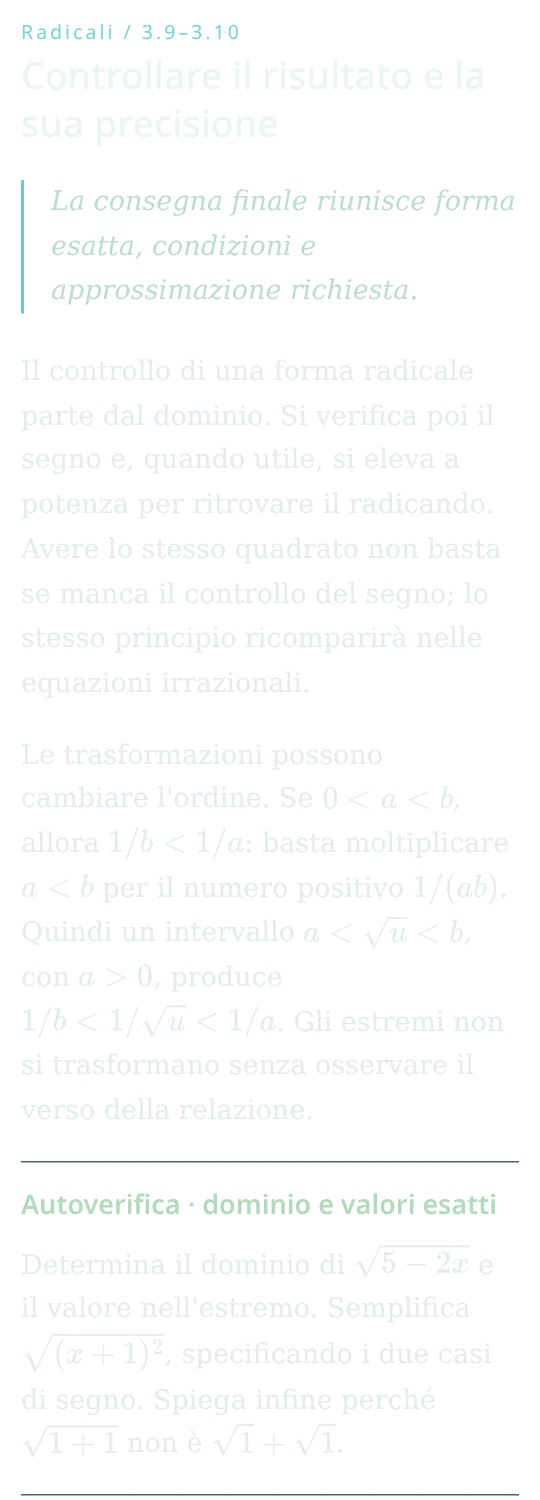 Radicali / 3.9–3.10
Controllare il risultato e la
sua precisione
La consegna finale riunisce forma
esatta, condizioni e
approssimazione richiesta.
Il controllo di una forma radicale
parte dal dominio. Si verifica poi il
segno e, quando utile, si eleva a
potenza per ritrovare il radicando.
Avere lo stesso quadrato non basta
se manca il controllo del segno; lo
stesso principio ricomparirà nelle
equazioni irrazionali.
Le trasformazioni possono
cambiare l'ordine. Se 0 < a < b,
allora 1/b < 1/a: basta moltiplicare
a < b per il numero positivo 1/(ab).
Quindi un intervallo a < √u < b,
con a > 0, produce
1/b < 1/√u < 1/a. Gli estremi non
si trasformano senza osservare il
verso della relazione.
Autoverifica · dominio e valori esatti
Determina il dominio di √(5 − 2x) e
il valore nell'estremo. Semplifica
√((x + 1)²), specificando i due casi
di segno. Spiega infine perché
√(1 + 1) non è √1 + √1.